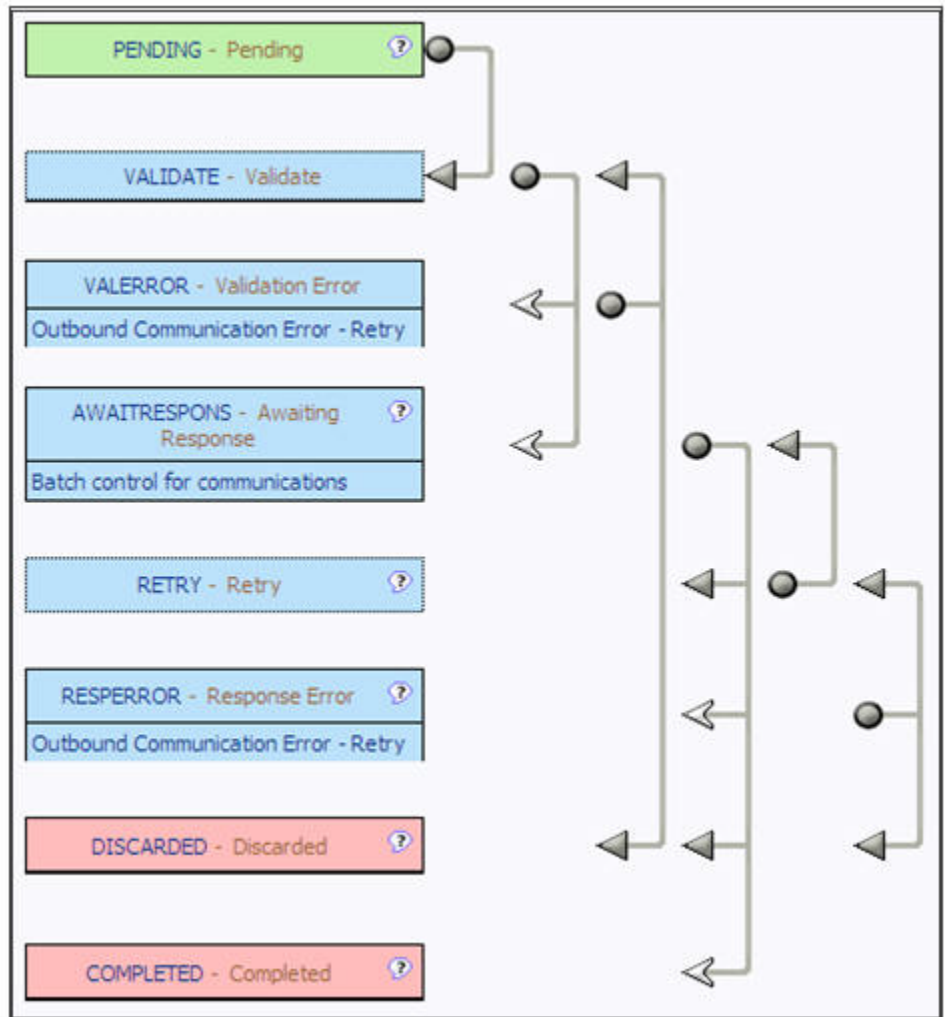 PENDING - Pending ?
VALIDATE - Validate
VALERROR - Validation Error
Outbound Communication Error - Retry
AWAITRESPONS - Awaiting ?
Response
Batch control for communications
RETRY - Retry ?
RESPERROR - Response Error ?
Outbound Communication Error - Retry
DISCARDED - Discarded ?
COMPLETED - Completed ?